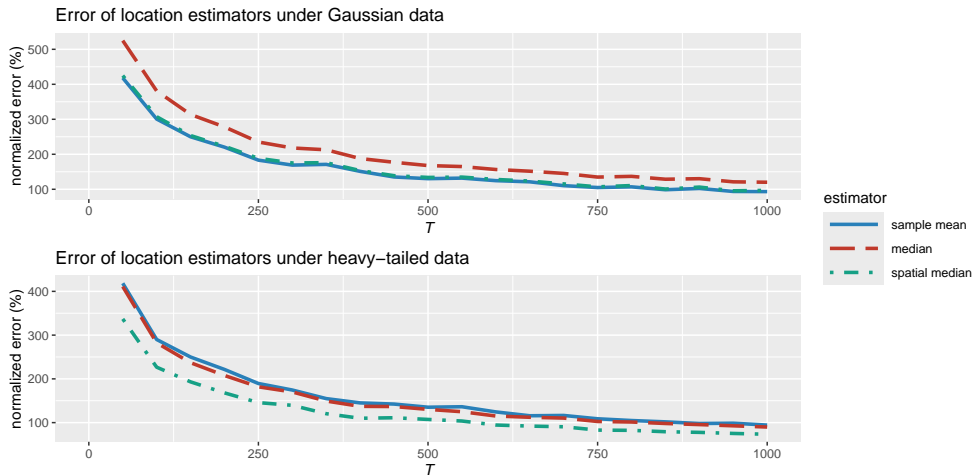 Error of location estimators under Gaussian data
normalized error (%)
500
400
300
200
100
0
250
500
750
1000
T
Error of location estimators under heavy−tailed data
normalized error (%)
400
300
200
100
0
250
500
750
1000
T
estimator
sample mean
median
spatial median